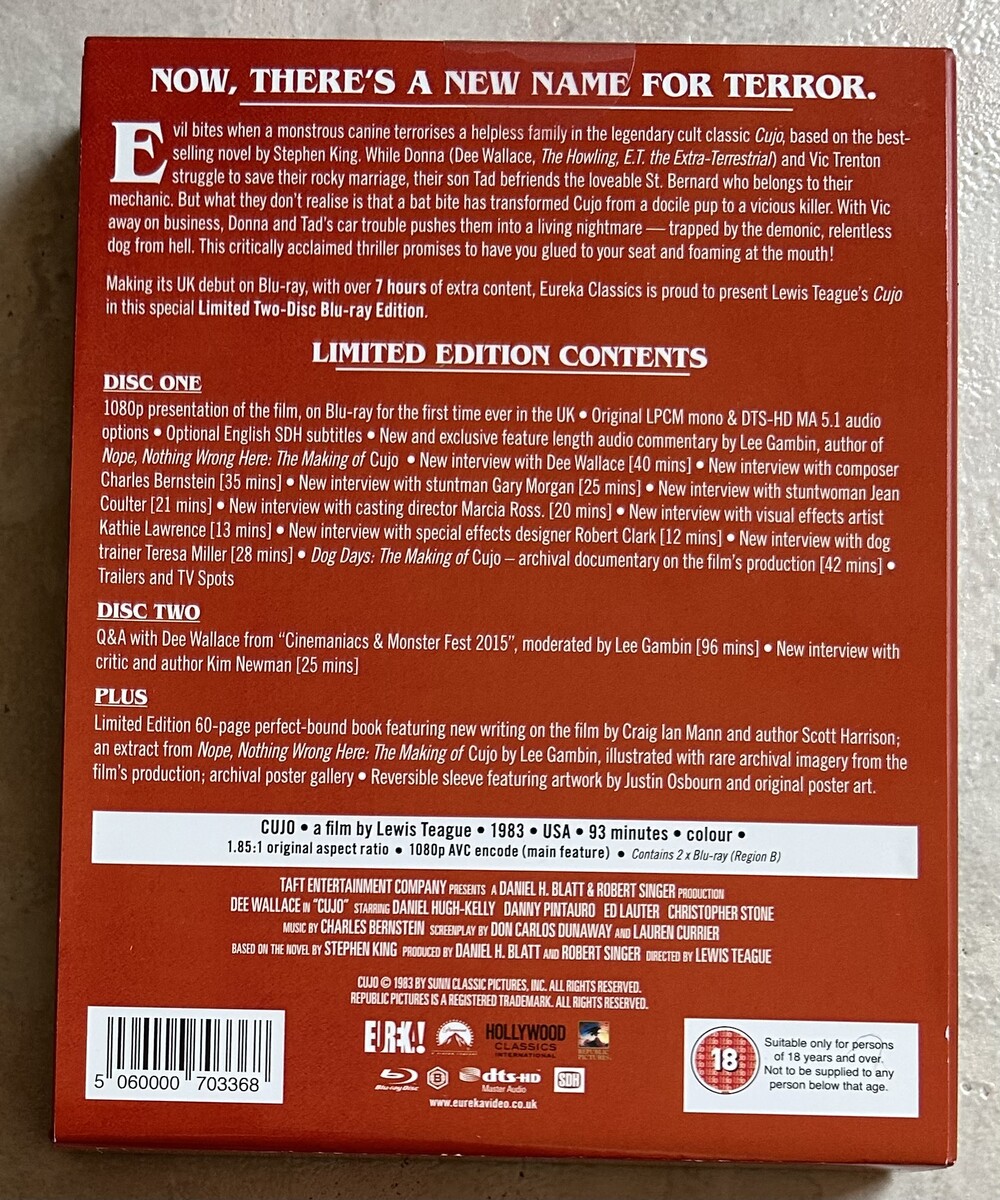 NOW, THERE'S A NEW NAME FOR TERROR.
Evil bites when a monstrous canine terrorises a helpless family in the legendary cult classic Cujo, based on the best-
selling novel by Stephen King. While Donna (Dee Wallace, The Howling, E.T. the Extra-Terrestrial) and Vic Trenton
struggle to save their rocky marriage, their son Tad befriends the loveable St. Bernard who belongs to their
mechanic. But what they don't realise is that a bat bite has transformed Cujo from a docile pup to a vicious killer. With Vic
away on business, Donna and Tad's car trouble pushes them into a living nightmare — trapped by the demonic, relentless
dog from hell. This critically acclaimed thriller promises to have you glued to your seat and foaming at the mouth!
Making its UK debut on Blu-ray, with over 7 hours of extra content, Eureka Classics is proud to present Lewis Teague's Cujo
in this special Limited Two-Disc Blu-ray Edition.
LIMITED EDITION CONTENTS
DISC ONE
1080p presentation of the film, on Blu-ray for the first time ever in the UK • Original LPCM mono & DTS-HD MA 5.1 audio
options • Optional English SDH subtitles • New and exclusive feature length audio commentary by Lee Gambin, author of
Nope, Nothing Wrong Here: The Making of Cujo • New interview with Dee Wallace [40 mins] • New interview with composer
Charles Bernstein [35 mins] • New interview with stuntman Gary Morgan [25 mins] • New interview with stuntwoman Jean
Coulter [21 mins] • New interview with casting director Marcia Ross. [20 mins] • New interview with visual effects artist
Kathie Lawrence [13 mins] • New interview with special effects designer Robert Clark [12 mins] • New interview with dog
trainer Teresa Miller [28 mins] • Dog Days: The Making of Cujo – archival documentary on the film's production [42 mins] •
Trailers and TV Spots
DISC TWO
Q&A with Dee Wallace from "Cinemaniacs & Monster Fest 2015", moderated by Lee Gambin [96 mins] • New interview with
critic and author Kim Newman [25 mins]
PLUS
Limited Edition 60-page perfect-bound book featuring new writing on the film by Craig Ian Mann and author Scott Harrison;
an extract from Nope, Nothing Wrong Here: The Making of Cujo by Lee Gambin, illustrated with rare archival imagery from the
film's production; archival poster gallery • Reversible sleeve featuring artwork by Justin Osbourn and original poster art.
CUJO • a film by Lewis Teague • 1983 • USA • 93 minutes • colour •
1.85:1 original aspect ratio • 1080p AVC encode (main feature) • Contains 2 x Blu-ray (Region B)
TAFT ENTERTAINMENT COMPANY PRESENTS A DANIEL H. BLATT & ROBERT SINGER PRODUCTION
DEE WALLACE IN "CUJO" STARRING DANIEL HUGH-KELLY DANNY PINTAURO ED LAUTER CHRISTOPHER STONE
MUSIC BY CHARLES BERNSTEIN SCREENPLAY BY DON CARLOS DUNAWAY AND LAUREN CURRIER
BASED ON THE NOVEL BY STEPHEN KING PRODUCED BY DANIEL H. BLATT AND ROBERT SINGER DIRECTED BY LEWIS TEAGUE
CUJO © 1983 BY SUNN CLASSIC PICTURES, INC. ALL RIGHTS RESERVED.
REPUBLIC PICTURES IS A REGISTERED TRADEMARK. ALL RIGHTS RESERVED.
EUREKA!
HOLLYWOOD
CLASSICS
INTERNATIONAL
REPUBLIC
PICTURES
Blu-ray Disc
B
dts-HD
Master Audio
SDH
www.eurekavideo.co.uk
5 060000 703368
18
Suitable only for persons
of 18 years and over.
Not to be supplied to any
person below that age.